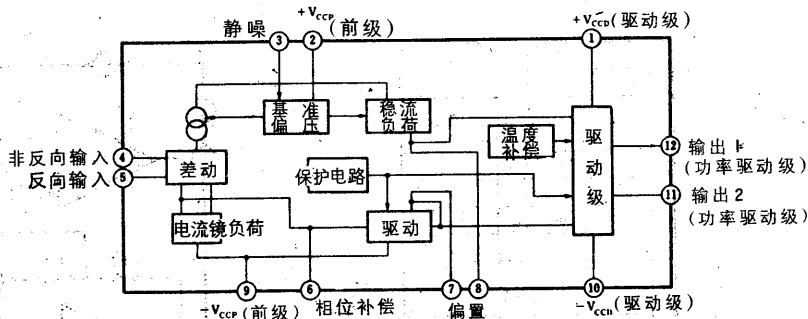 静噪
+VCCP(前级)
+VCCD(驱动级)
3
2
1
基准
偏压
稳流
负荷
温度
补偿
驱动级
非反向输入
4
反向输入
5
差动
12
输出1
(功率驱动级)
保护电路
11
输出2
(功率驱动级)
电流镜负荷
驱动
9
6
7
8
10
-VCCP(前级)
相位补偿
偏置
-VCCD(驱动级)